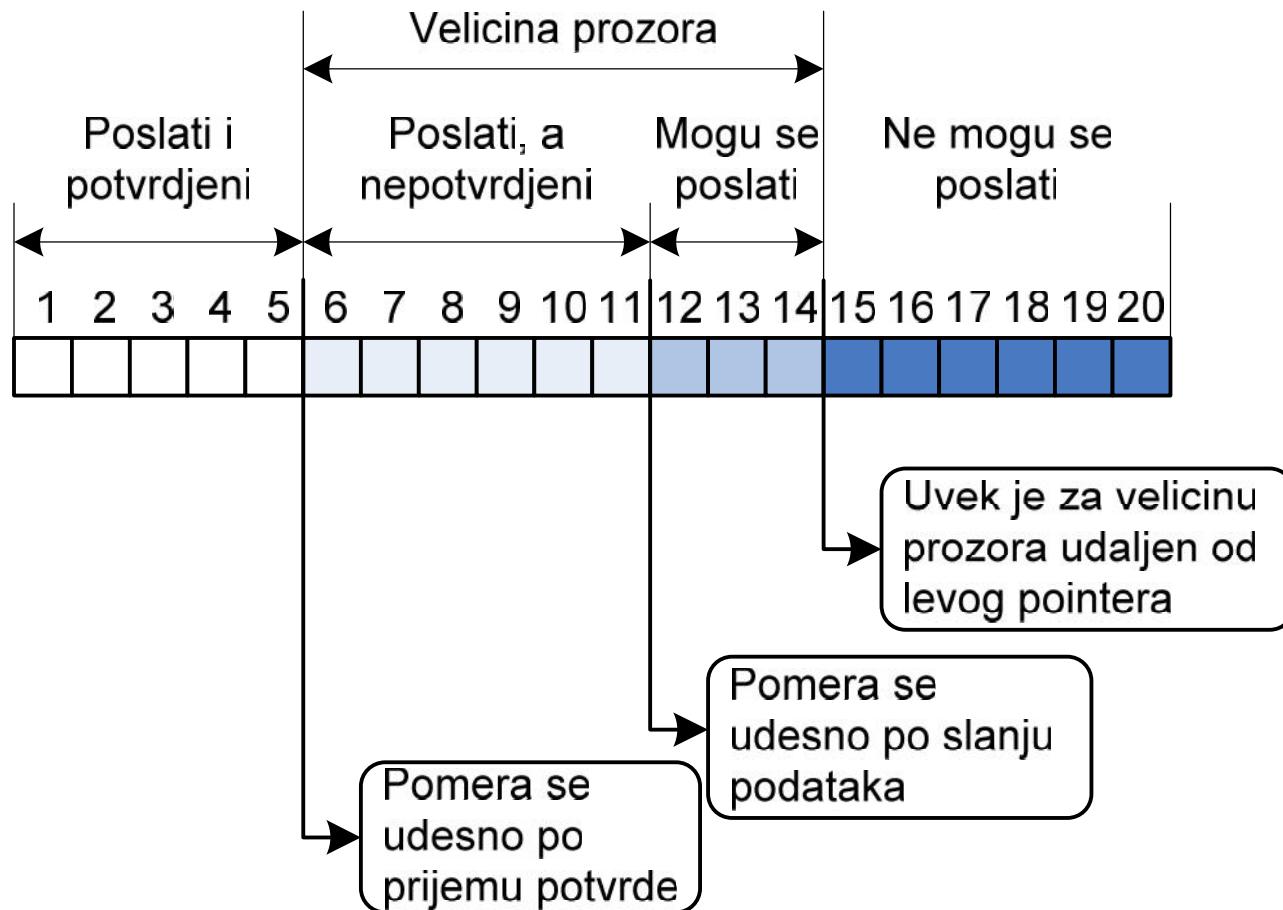 Velicina prozora
Poslati i
potvrdjeni
Poslati, a
nepotvrdjeni
Mogu se
poslati
Ne mogu se
poslati
1 2 3 4 5 6 7 8 9 10 11 12 13 14 15 16 17 18 19 20
Uvek je za velicinu
prozora udaljen od
levog pointera
Pomera se
udesno po slanju
podataka
Pomera se
udesno po
prijemu potvrde